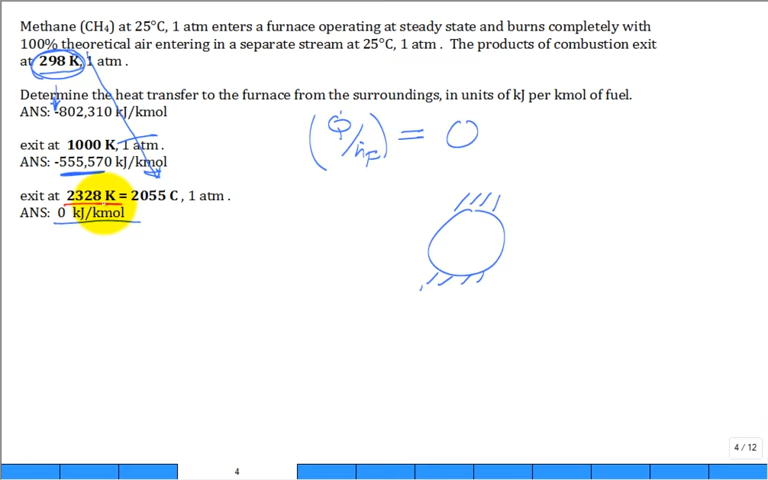 Methane (CH₄) at 25°C, 1 atm enters a furnace operating at steady state and burns completely with
100% theoretical air entering in a separate stream at 25°C, 1 atm . The products of combustion exit
at 298 K, 1 atm .
Determine the heat transfer to the furnace from the surroundings, in units of kJ per kmol of fuel.
ANS: -802,310 kJ/kmol
exit at 1000 K, 1 atm .
ANS: -555,570 kJ/kmol
exit at 2328 K = 2055 C , 1 atm .
ANS: 0 kJ/kmol
(Q̇/ṅF) = 0
4 / 12
4